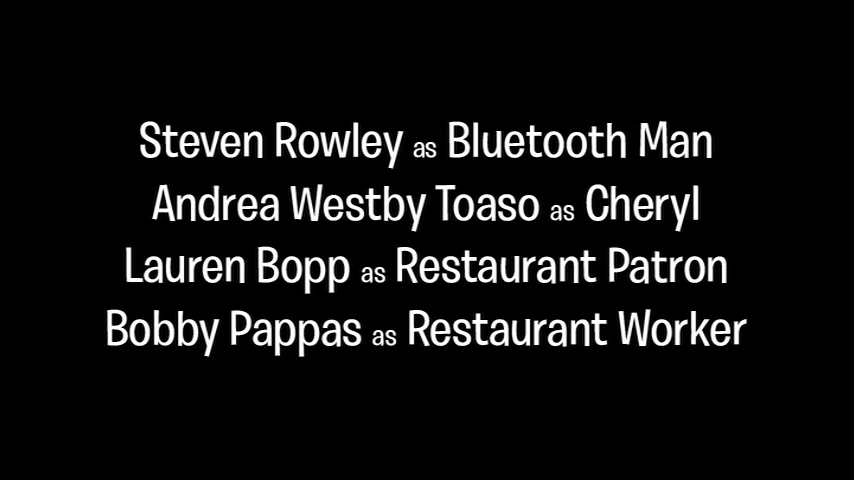 Steven Rowley as Bluetooth Man
Andrea Westby Toaso as Cheryl
Lauren Bopp as Restaurant Patron
Bobby Pappas as Restaurant Worker